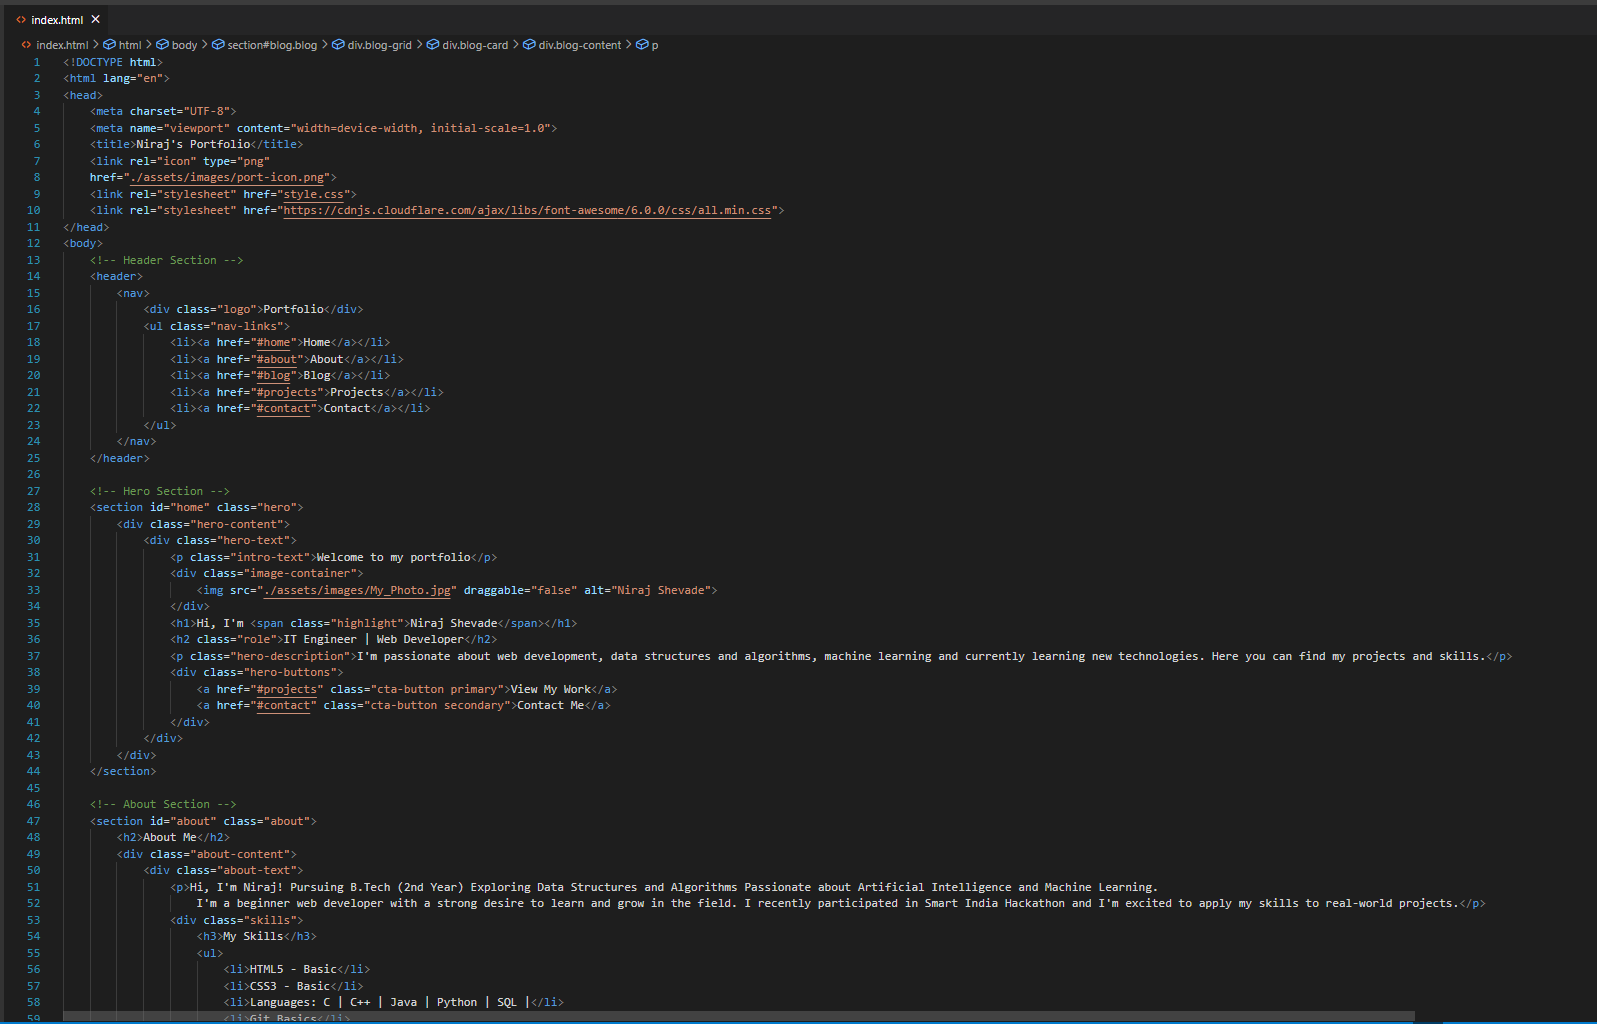 index.html
index.html > html > body > section#blog.blog > div.blog-grid > div.blog-card > div.blog-content > p
1 <!DOCTYPE html>
2 <html lang="en">
3 <head>
4 <meta charset="UTF-8">
5 <meta name="viewport" content="width=device-width, initial-scale=1.0">
6 <title>Niraj's Portfolio</title>
7 <link rel="icon" type="png"
8 href="./assets/images/port-icon.png">
9 <link rel="stylesheet" href="style.css">
10 <link rel="stylesheet" href="https://cdnjs.cloudflare.com/ajax/libs/font-awesome/6.0.0/css/all.min.css">
11 </head>
12 <body>
13 <!-- Header Section -->
14 <header>
15 <nav>
16 <div class="logo">Portfolio</div>
17 <ul class="nav-links">
18 <li><a href="#home">Home</a></li>
19 <li><a href="#about">About</a></li>
20 <li><a href="#blog">Blog</a></li>
21 <li><a href="#projects">Projects</a></li>
22 <li><a href="#contact">Contact</a></li>
23 </ul>
24 </nav>
25 </header>
26
27 <!-- Hero Section -->
28 <section id="home" class="hero">
29 <div class="hero-content">
30 <div class="hero-text">
31 <p class="intro-text">Welcome to my portfolio</p>
32 <div class="image-container">
33 <img src="./assets/images/My_Photo.jpg" draggable="false" alt="Niraj Shevade">
34 </div>
35 <h1>Hi, I'm <span class="highlight">Niraj Shevade</span></h1>
36 <h2 class="role">IT Engineer | Web Developer</h2>
37 <p class="hero-description">I'm passionate about web development, data structures and algorithms, machine learning and currently learning new technologies. Here you can find my projects and skills.</p>
38 <div class="hero-buttons">
39 <a href="#projects" class="cta-button primary">View My Work</a>
40 <a href="#contact" class="cta-button secondary">Contact Me</a>
41 </div>
42 </div>
43 </div>
44 </section>
45
46 <!-- About Section -->
47 <section id="about" class="about">
48 <h2>About Me</h2>
49 <div class="about-content">
50 <div class="about-text">
51 <p>Hi, I'm Niraj! Pursuing B.Tech (2nd Year) Exploring Data Structures and Algorithms Passionate about Artificial Intelligence and Machine Learning.
52 I'm a beginner web developer with a strong desire to learn and grow in the field. I recently participated in Smart India Hackathon and I'm excited to apply my skills to real-world projects.</p>
53 <div class="skills">
54 <h3>My Skills</h3>
55 <ul>
56 <li>HTML5 - Basic</li>
57 <li>CSS3 - Basic</li>
58 <li>Languages: C | C++ | Java | Python | SQL |</li>
59 <li>Git Basics</li>